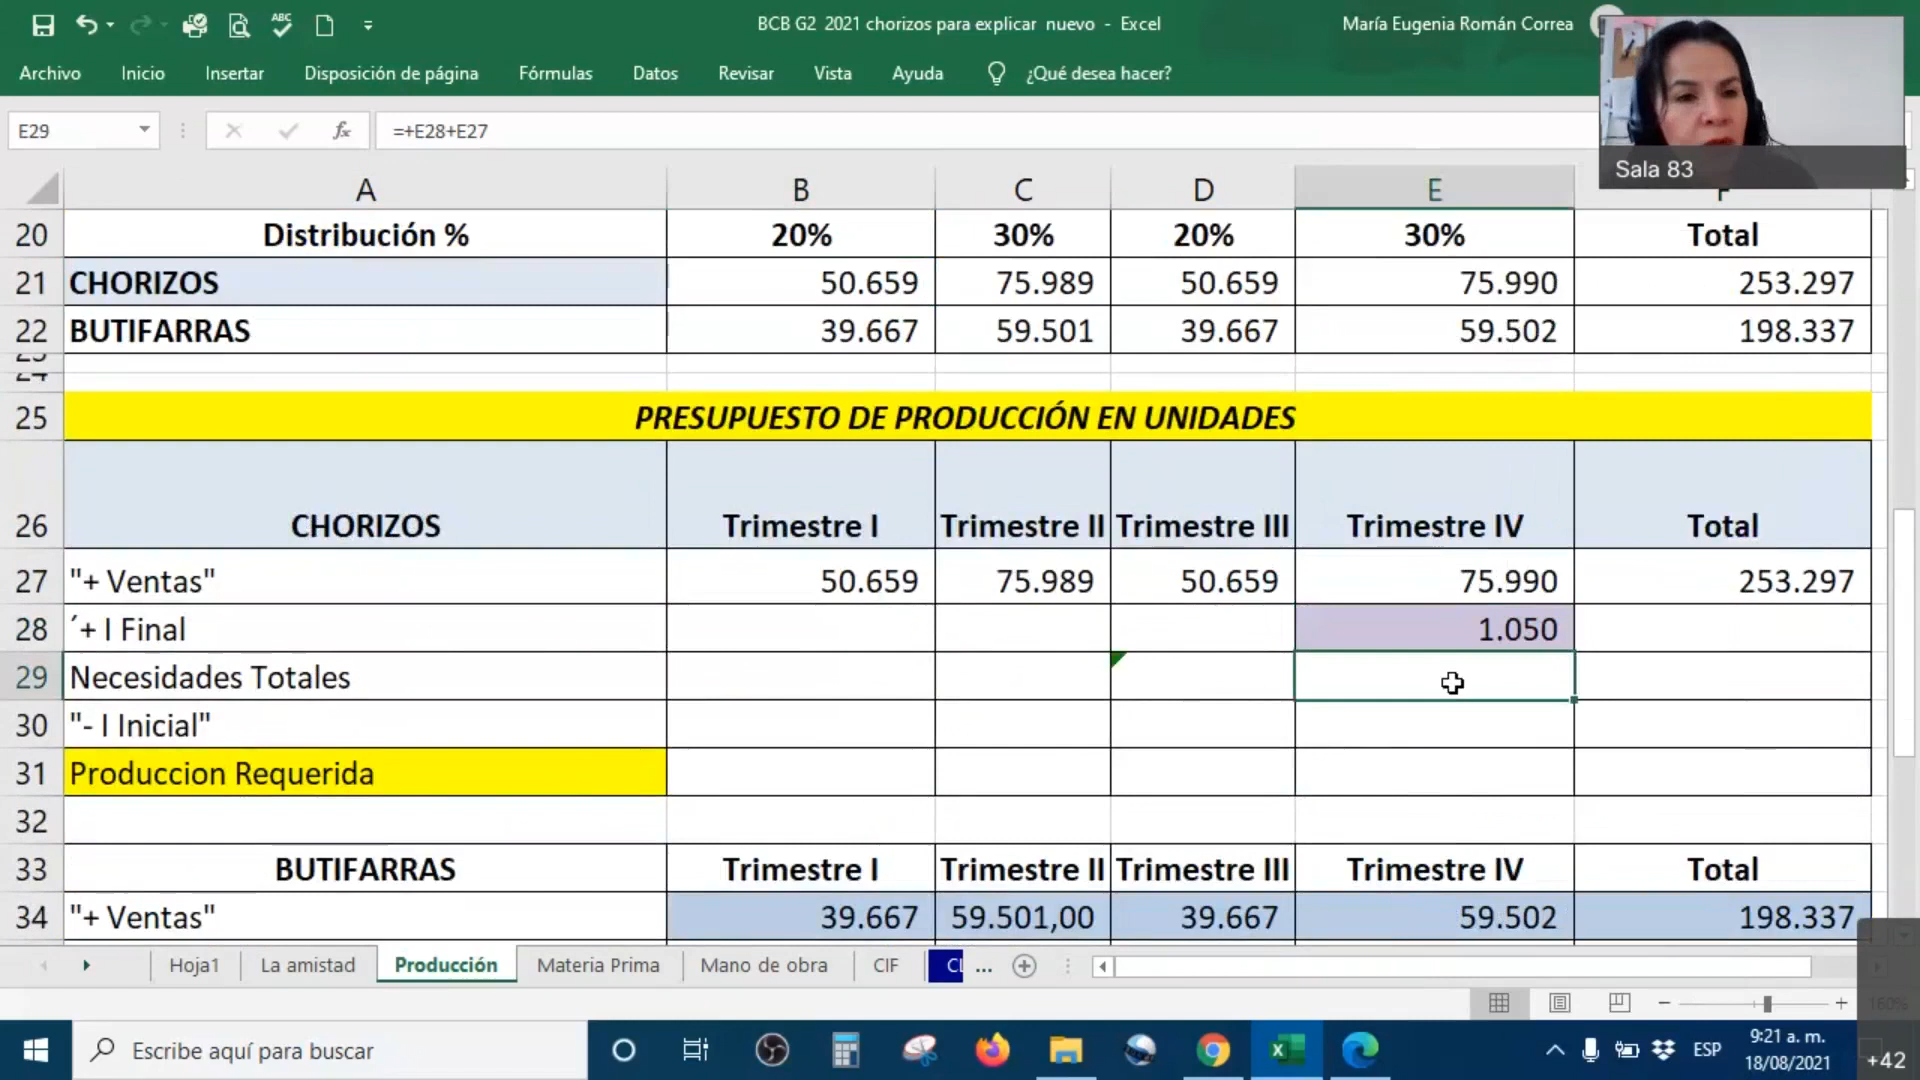 BCB G2 2021 chorizos para explicar nuevo - Excel
María Eugenia Román Correa
Archivo Inicio Insertar Disposición de página Fórmulas Datos Revisar Vista Ayuda ¿Qué desea hacer?
Sala 83
E29 fx =+E28+E27
A B C D E F
20 Distribución % 20% 30% 20% 30% Total
21 CHORIZOS 50.659 75.989 50.659 75.990 253.297
22 BUTIFARRAS 39.667 59.501 39.667 59.502 198.337
23
24
25 PRESUPUESTO DE PRODUCCIÓN EN UNIDADES
26 CHORIZOS Trimestre I Trimestre II Trimestre III Trimestre IV Total
27 "+ Ventas" 50.659 75.989 50.659 75.990 253.297
28 ´+ I Final 1.050
29 Necesidades Totales
30 "- I Inicial"
31 Produccion Requerida
32
33 BUTIFARRAS Trimestre I Trimestre II Trimestre III Trimestre IV Total
34 "+ Ventas" 39.667 59.501,00 39.667 59.502 198.337
Hoja1 La amistad Producción Materia Prima Mano de obra CIF ...
160%
Escribe aquí para buscar
ESP
9:21 a. m.
18/08/2021
+42